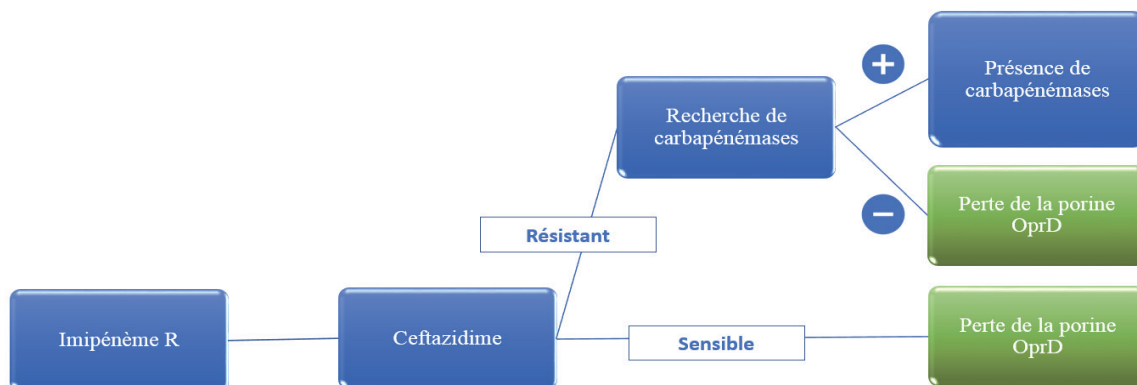 Imipénème R
Ceftazidime
Résistant
Recherche de
carbapénémases
+
Présence de
carbapénémases
−
Perte de la porine
OprD
Sensible
Perte de la porine
OprD